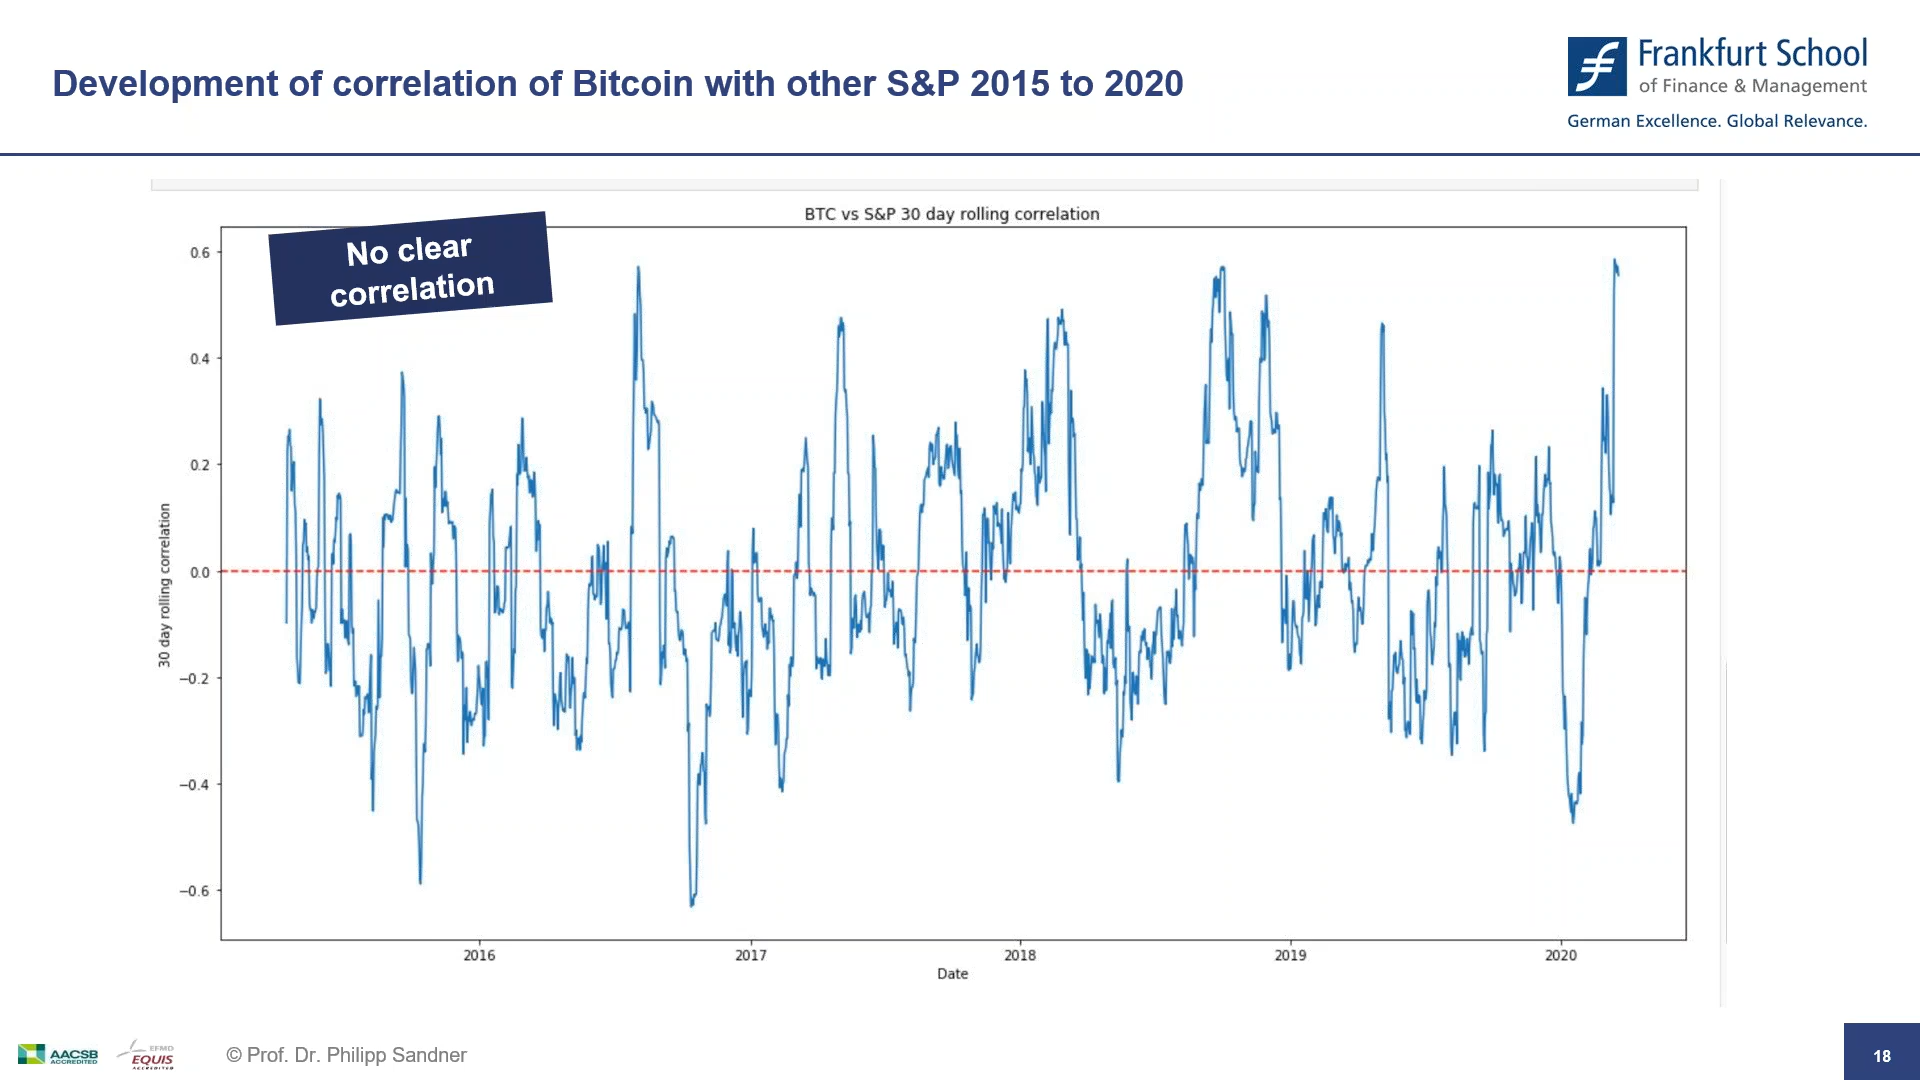 Development of correlation of Bitcoin with other S&P 2015 to 2020
Frankfurt School
of Finance & Management
German Excellence. Global Relevance.
BTC vs S&P 30 day rolling correlation
No clear
correlation
0.6
0.4
0.2
0.0
−0.2
−0.4
−0.6
30 day rolling correlation
2016
2017
2018
2019
2020
Date
AACSB
ACCREDITED
EFMD
EQUIS
ACCREDITED
© Prof. Dr. Philipp Sandner
18